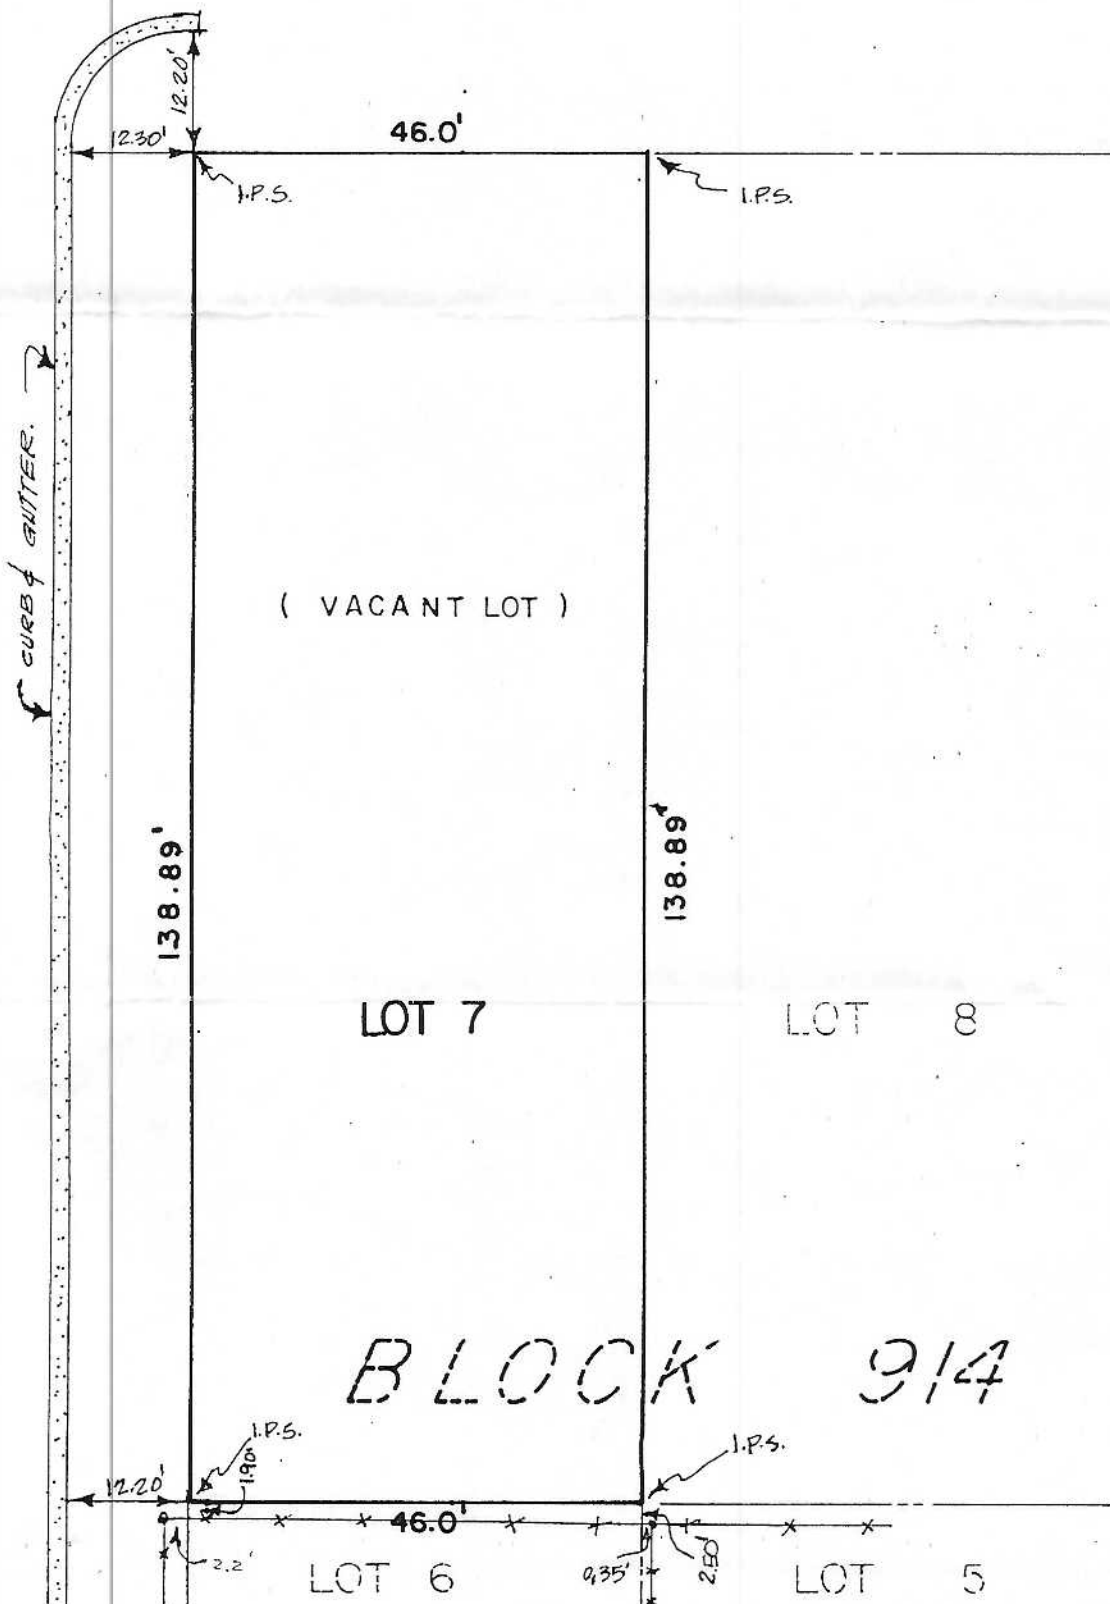 12.20'
12.30'
46.0'
I.P.S.
I.P.S.
CURB & GUTTER.
( VACANT LOT )
138.89'
138.89'
LOT 7
LOT 8
BLOCK 914
I.P.S.
1.90'
I.P.S.
12.20'
46.0'
2.2'
0.35'
2.50'
LOT 6
LOT 5